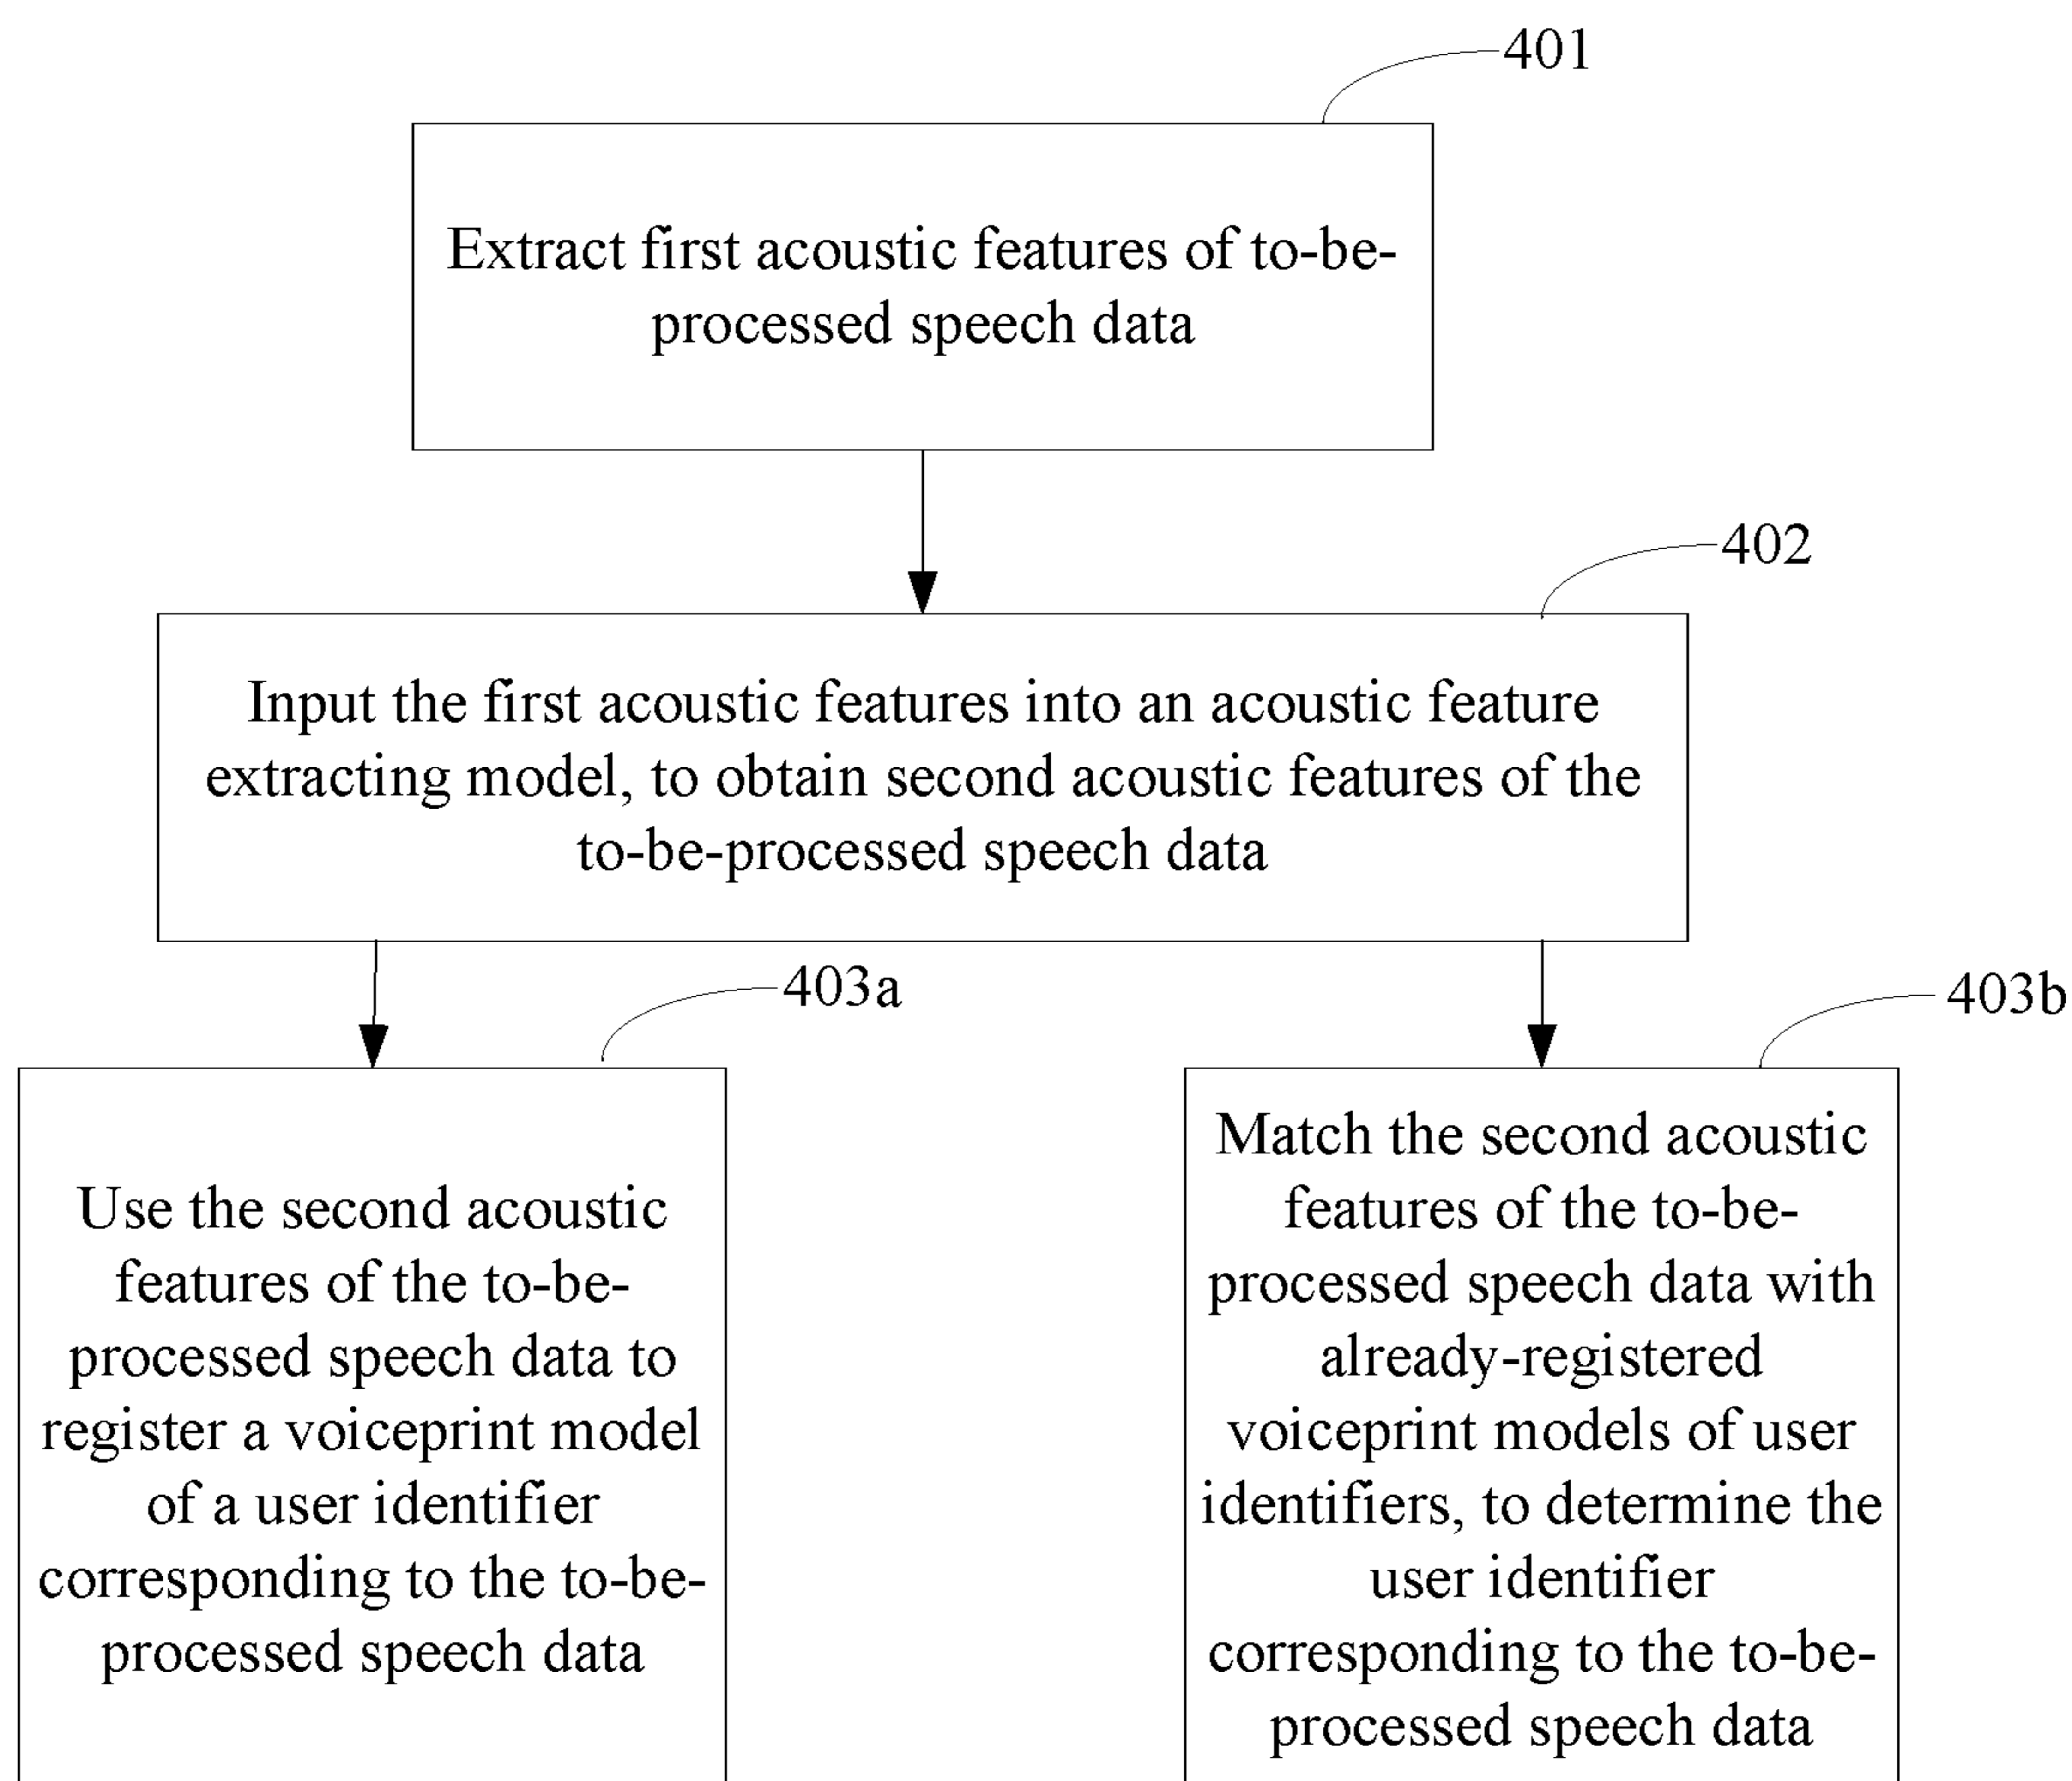 401
Extract first acoustic features of to-be-
processed speech data
402
Input the first acoustic features into an acoustic feature
extracting model, to obtain second acoustic features of the
to-be-processed speech data
403a
Use the second acoustic
features of the to-be-
processed speech data to
register a voiceprint model
of a user identifier
corresponding to the to-be-
processed speech data
403b
Match the second acoustic
features of the to-be-
processed speech data with
already-registered
voiceprint models of user
identifiers, to determine the
user identifier
corresponding to the to-be-
processed speech data